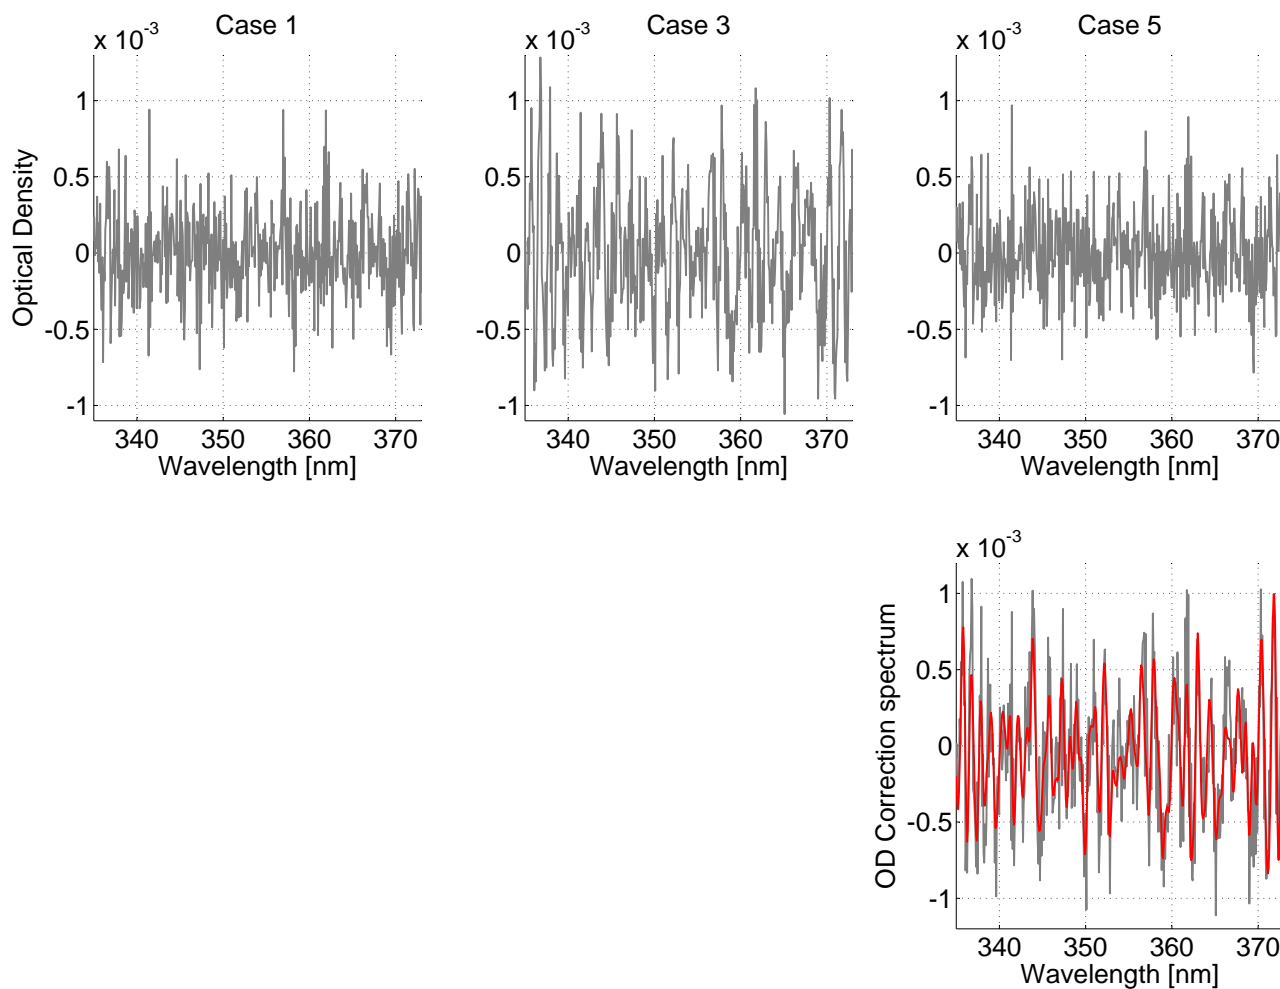 Case 1
Case 3
Case 5
x 10-3
x 10-3
x 10-3
Optical Density
1
0.5
0
-0.5
-1
340 350 360 370
Wavelength [nm]
1
0.5
0
-0.5
-1
340 350 360 370
Wavelength [nm]
1
0.5
0
-0.5
-1
340 350 360 370
Wavelength [nm]
x 10-3
OD Correction spectrum
1
0.5
0
-0.5
-1
340 350 360 370
Wavelength [nm]